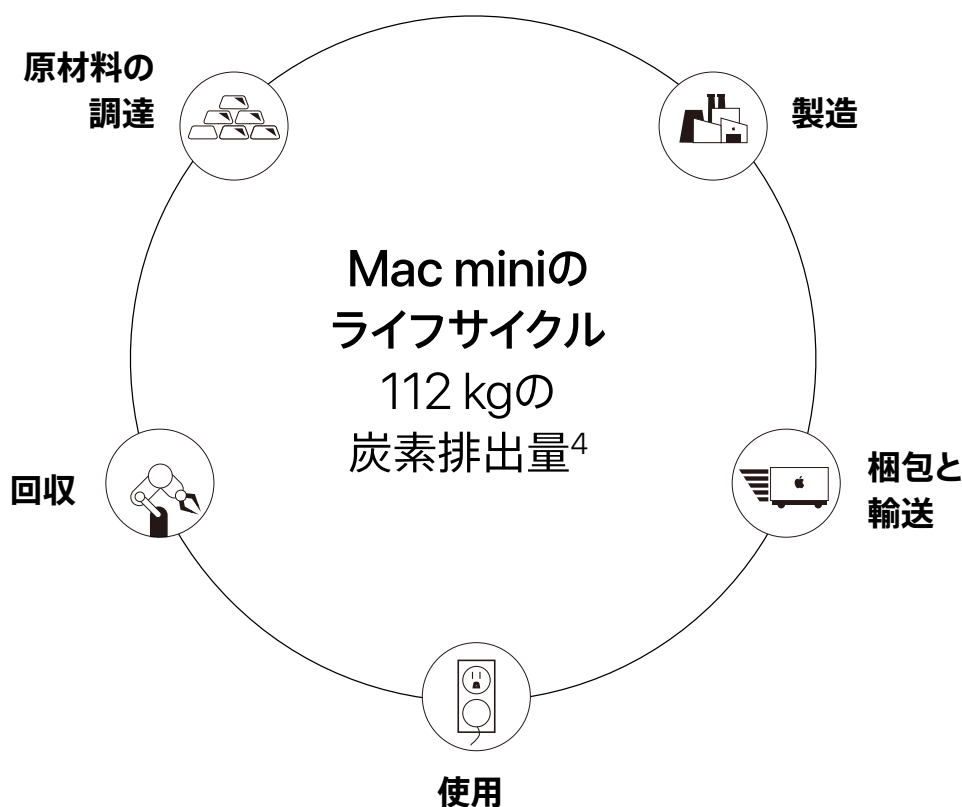 原材料の
調達
製造
Mac miniの
ライフサイクル
112 kgの
炭素排出量4
回収
梱包と
輸送
使用